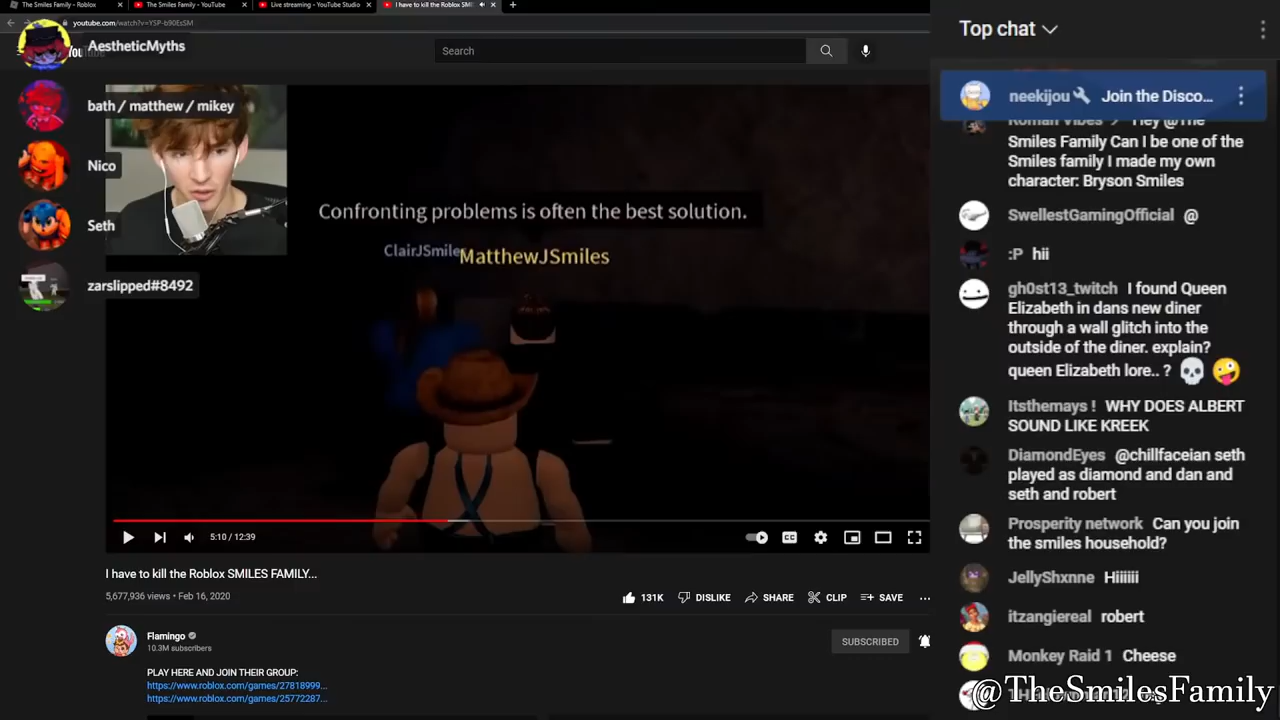 The Smiles Family - Roblox
The Smiles Family - YouTube
Live streaming - YouTube Studio
I have to kill the Roblox SMIL
youtube.com/watch?v=YSP-b90EsSM
AestheticMyths
bath / matthew / mikey
Nico
Seth
zarslipped#8492
Search
Confronting problems is often the best solution.
ClairJSmiles
MatthewJSmiles
5:10 / 12:39
CC
I have to kill the Roblox SMILES FAMILY...
5,677,936 views • Feb 16, 2020
131K
DISLIKE
SHARE
CLIP
SAVE
Flamingo
10.3M subscribers
SUBSCRIBED
PLAY HERE AND JOIN THEIR GROUP:
https://www.roblox.com/games/27818999...
https://www.roblox.com/games/25772287...
Top chat
neekijou Join the Disco...
Roman Vibes Hey @The
Smiles Family Can I be one of the
Smiles family I made my own
character: Bryson Smiles
SwellestGamingOfficial @
:P hii
gh0st13_twitch I found Queen
Elizabeth in dans new diner
through a wall glitch into the
outside of the diner. explain?
queen Elizabeth lore.. ? 💀 🤪
Itsthemays ! WHY DOES ALBERT
SOUND LIKE KREEK
DiamondEyes @chillfaceian seth
played as diamond and dan and
seth and robert
Prosperity network Can you join
the smiles household?
JellyShxnne Hiiiiii
itzangiereal robert
Monkey Raid 1 Cheese
@TheSmilesFamily